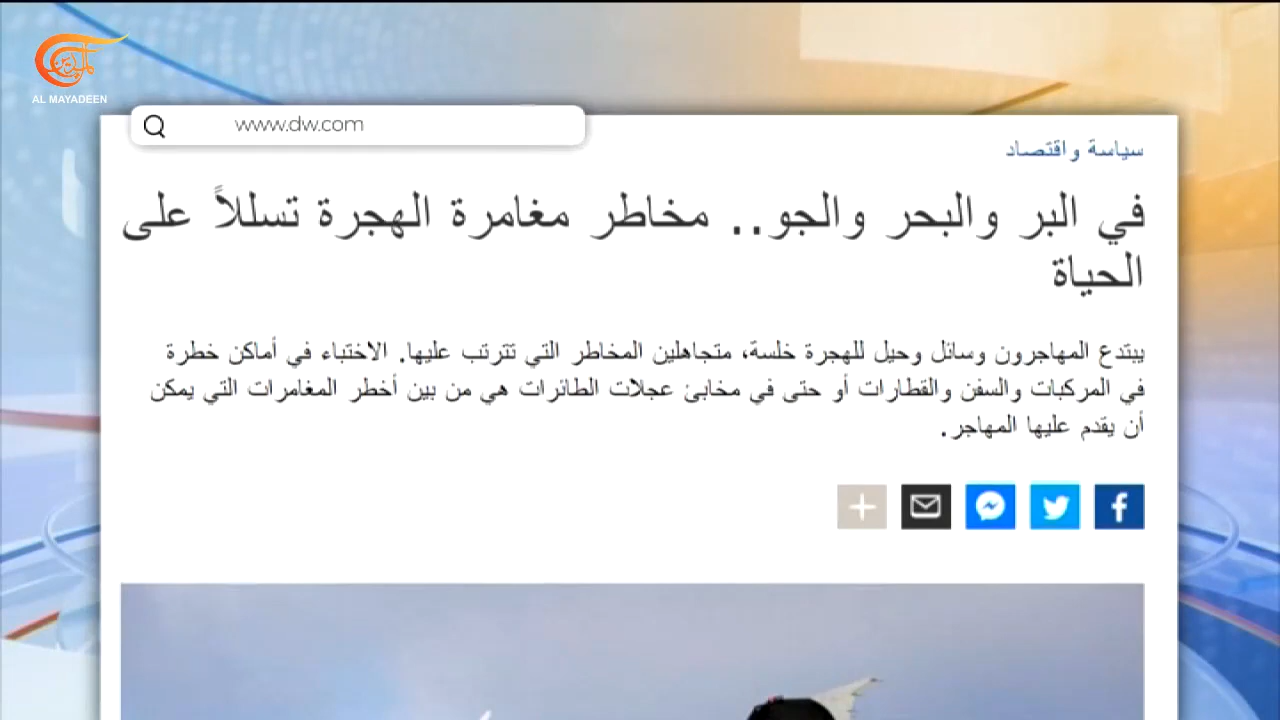 AL MAYADEEN
www.dw.com
سياسة واقتصاد
في البر والبحر والجو.. مخاطر مغامرة الهجرة تسللاً على
الحياة
يبتدع المهاجرون وسائل وحيل للهجرة خلسة، متجاهلين المخاطر التي تترتب عليها. الاختباء في أماكن خطرة
في المركبات والسفن والقطارات أو حتى في مخابئ عجلات الطائرات هي من بين أخطر المغامرات التي يمكن
أن يقدم عليها المهاجر.